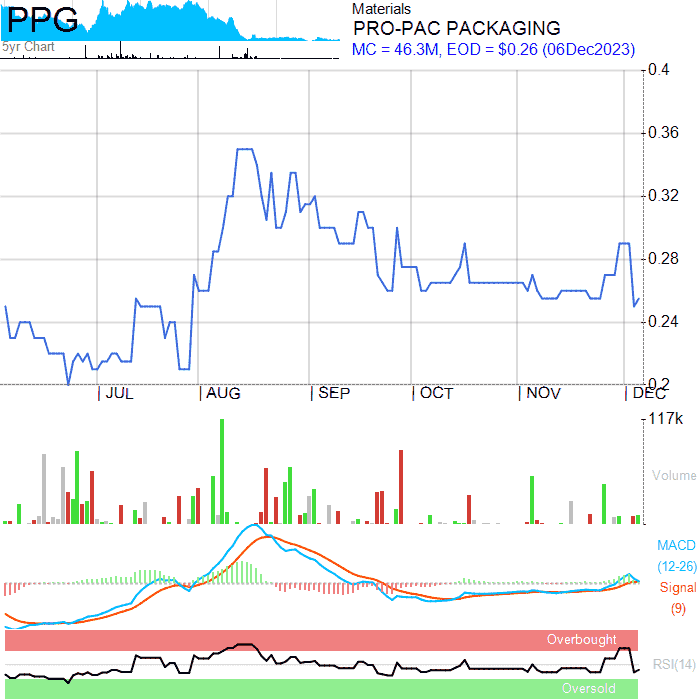 PPG
5yr Chart
Materials
PRO-PAC PACKAGING
MC = 46.3M, EOD = $0.26 (06Dec2023)
0.4
0.36
0.32
0.28
0.24
0.2
JUL AUG SEP OCT NOV DEC
117k
Volume
MACD
(12-26)
Signal
(9)
Overbought
RSI(14)
Oversold